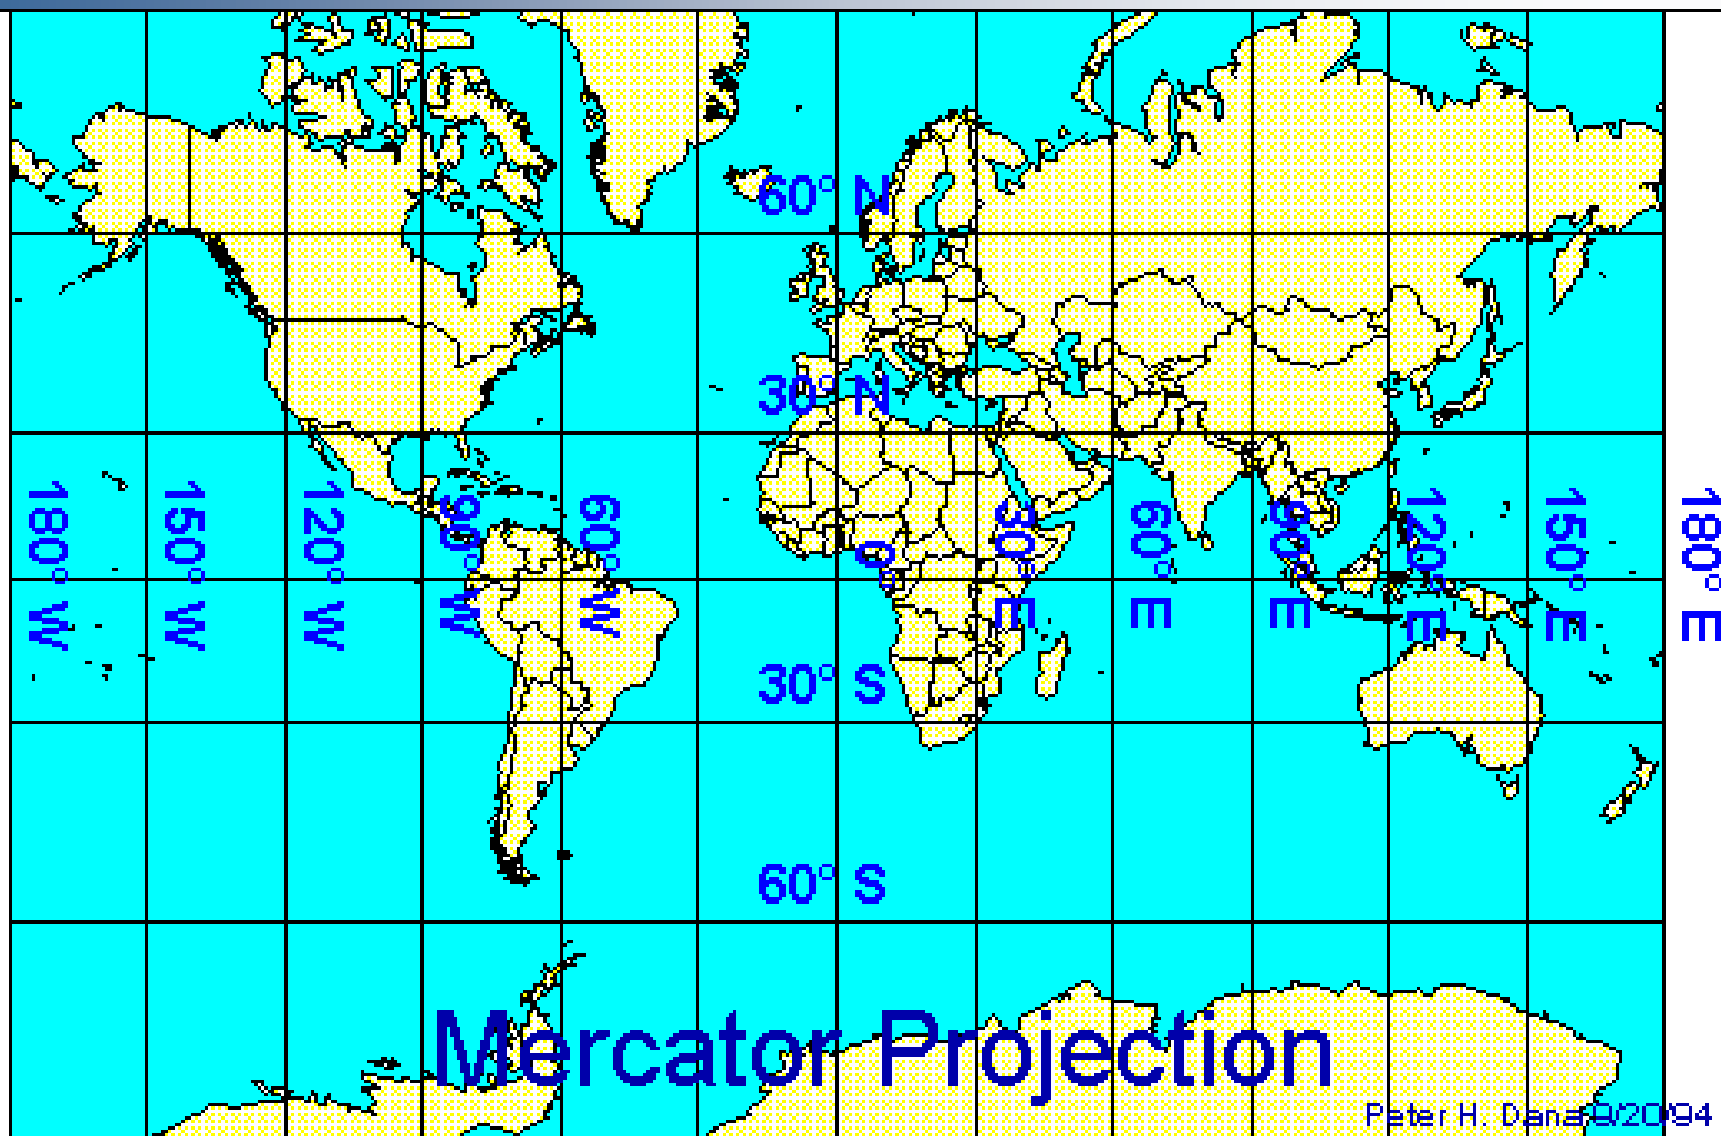 60° N
30° N
180° W
150° W
120° W
90° W
60° W
0°
30° E
60° E
90° E
120° E
150° E
180° E
30° S
60° S
Mercator Projection
Peter H. Dana 9/20/94